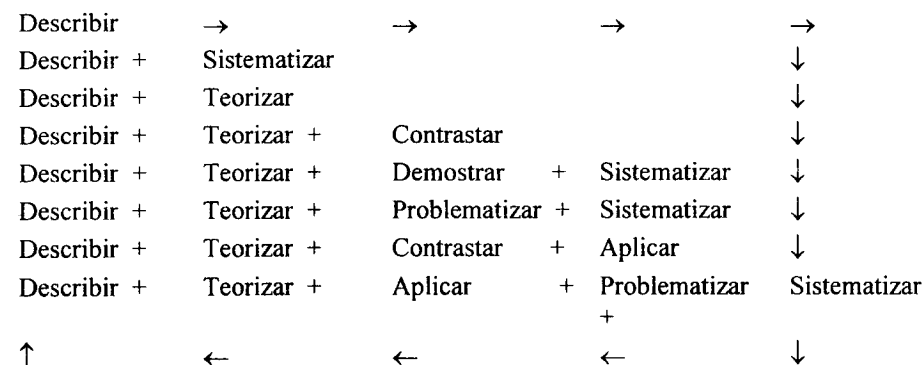 Describir → → → →
Describir + Sistematizar ↓
Describir + Teorizar ↓
Describir + Teorizar + Contrastar ↓
Describir + Teorizar + Demostrar + Sistematizar ↓
Describir + Teorizar + Problematizar + Sistematizar ↓
Describir + Teorizar + Contrastar + Aplicar ↓
Describir + Teorizar + Aplicar + Problematizar Sistematizar
+
↑ ← ← ← ↓